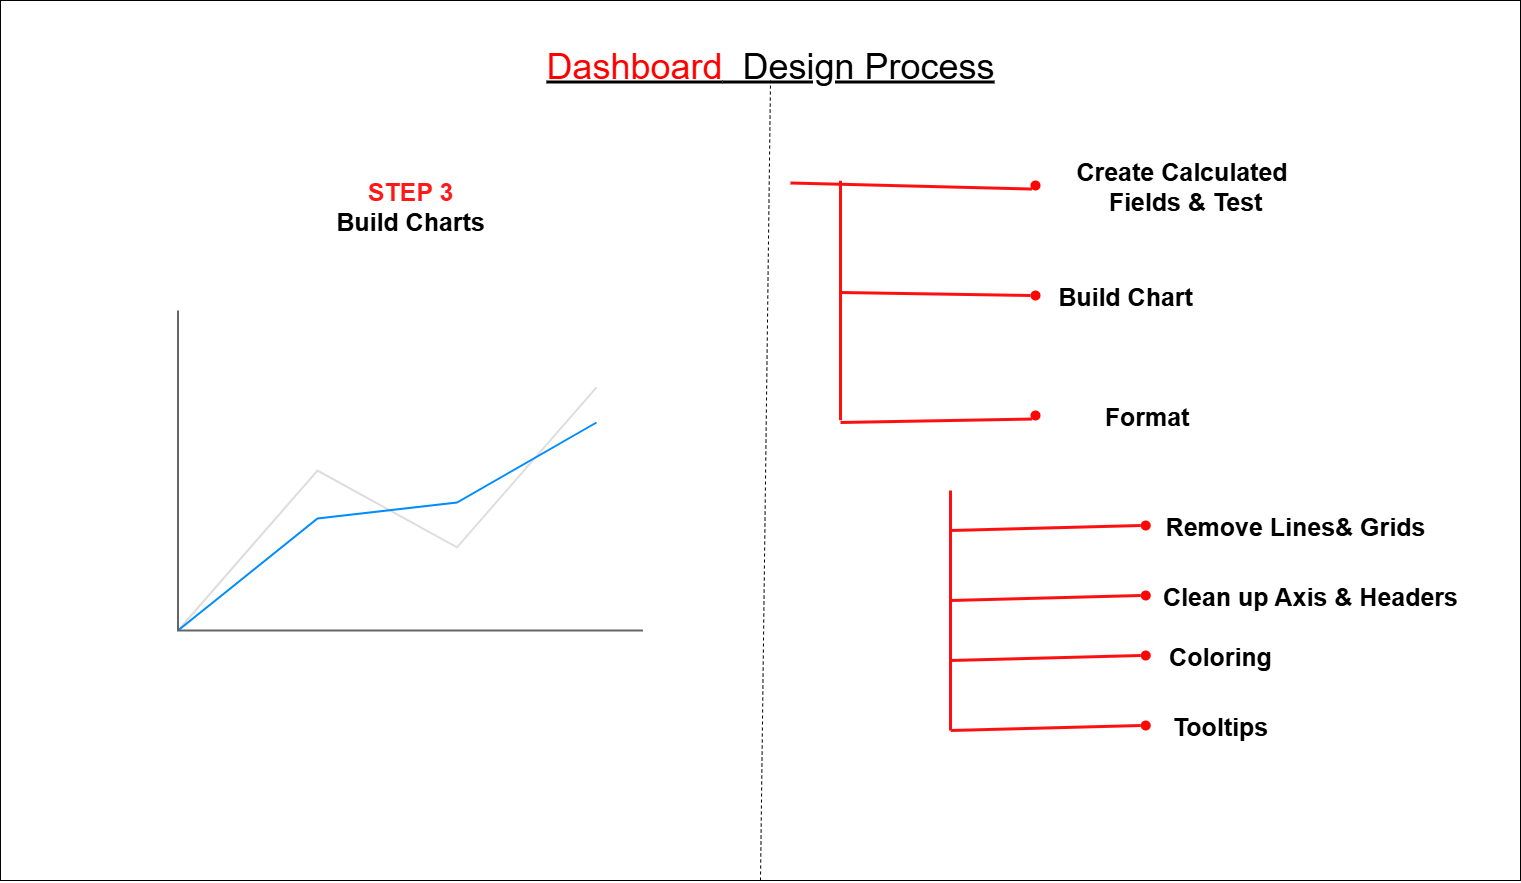 Dashboard  Design Process
STEP 3
Build Charts
Create Calculated
Fields & Test
Build Chart
Format
Remove Lines& Grids
Clean up Axis & Headers
Coloring
Tooltips